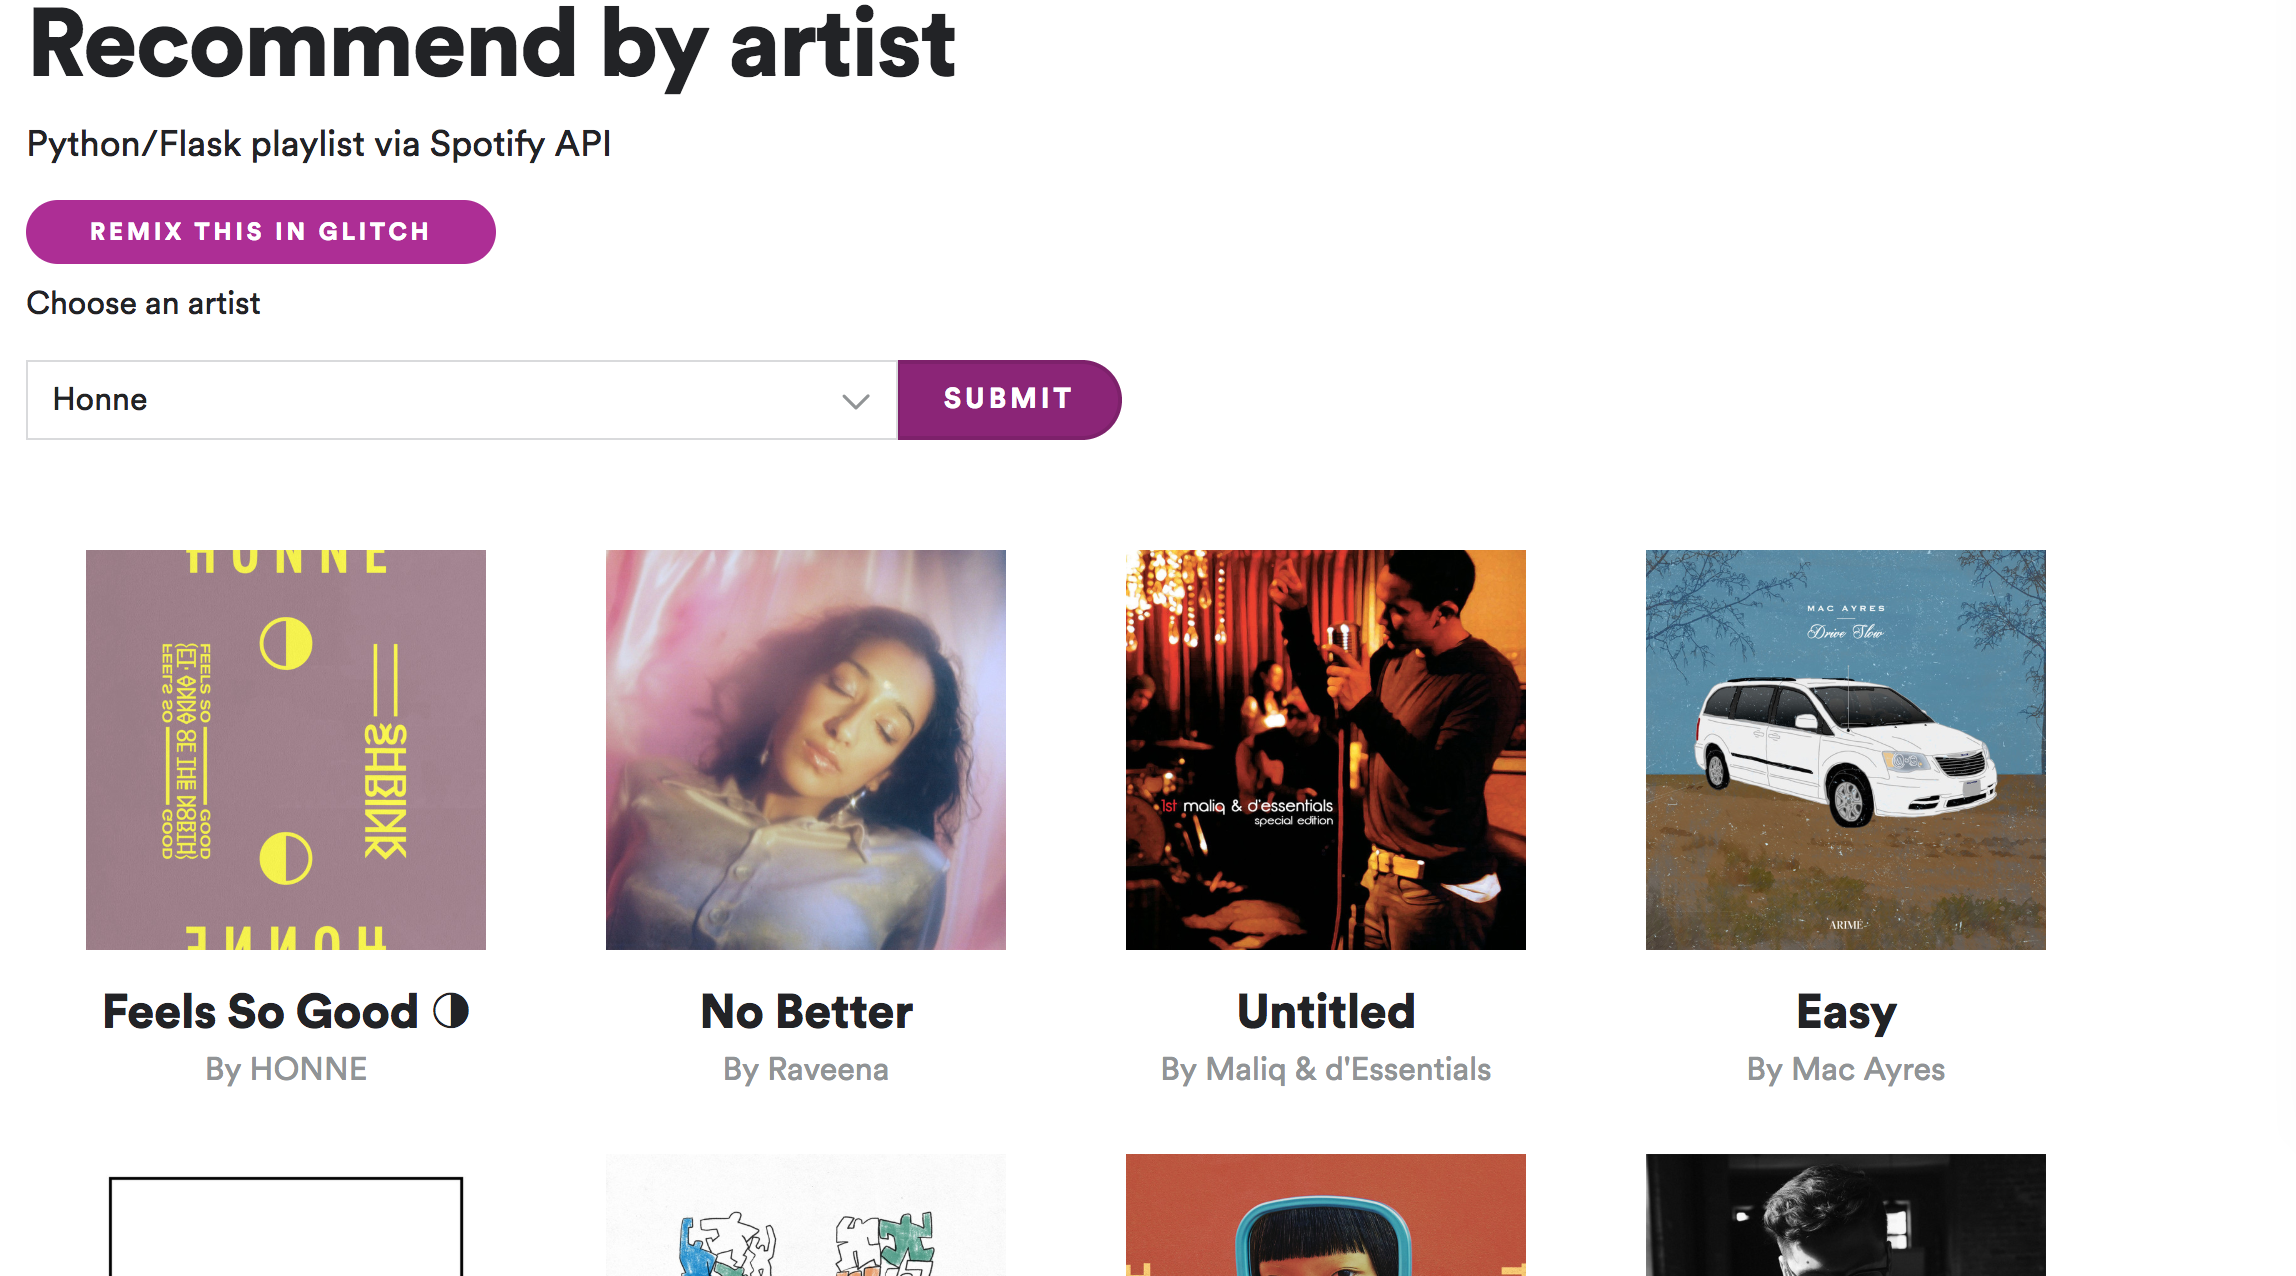 Recommend by artist
Python/Flask playlist via Spotify API
REMIX THIS IN GLITCH
Choose an artist
Honne
SUBMIT
HONNE
FEELS SO GOOD
HONNE
1st maliq & d'essentials
special edition
MAC AYRES
Drive Slow
ARIMÉ
Feels So Good ◑
By HONNE
No Better
By Raveena
Untitled
By Maliq & d'Essentials
Easy
By Mac Ayres